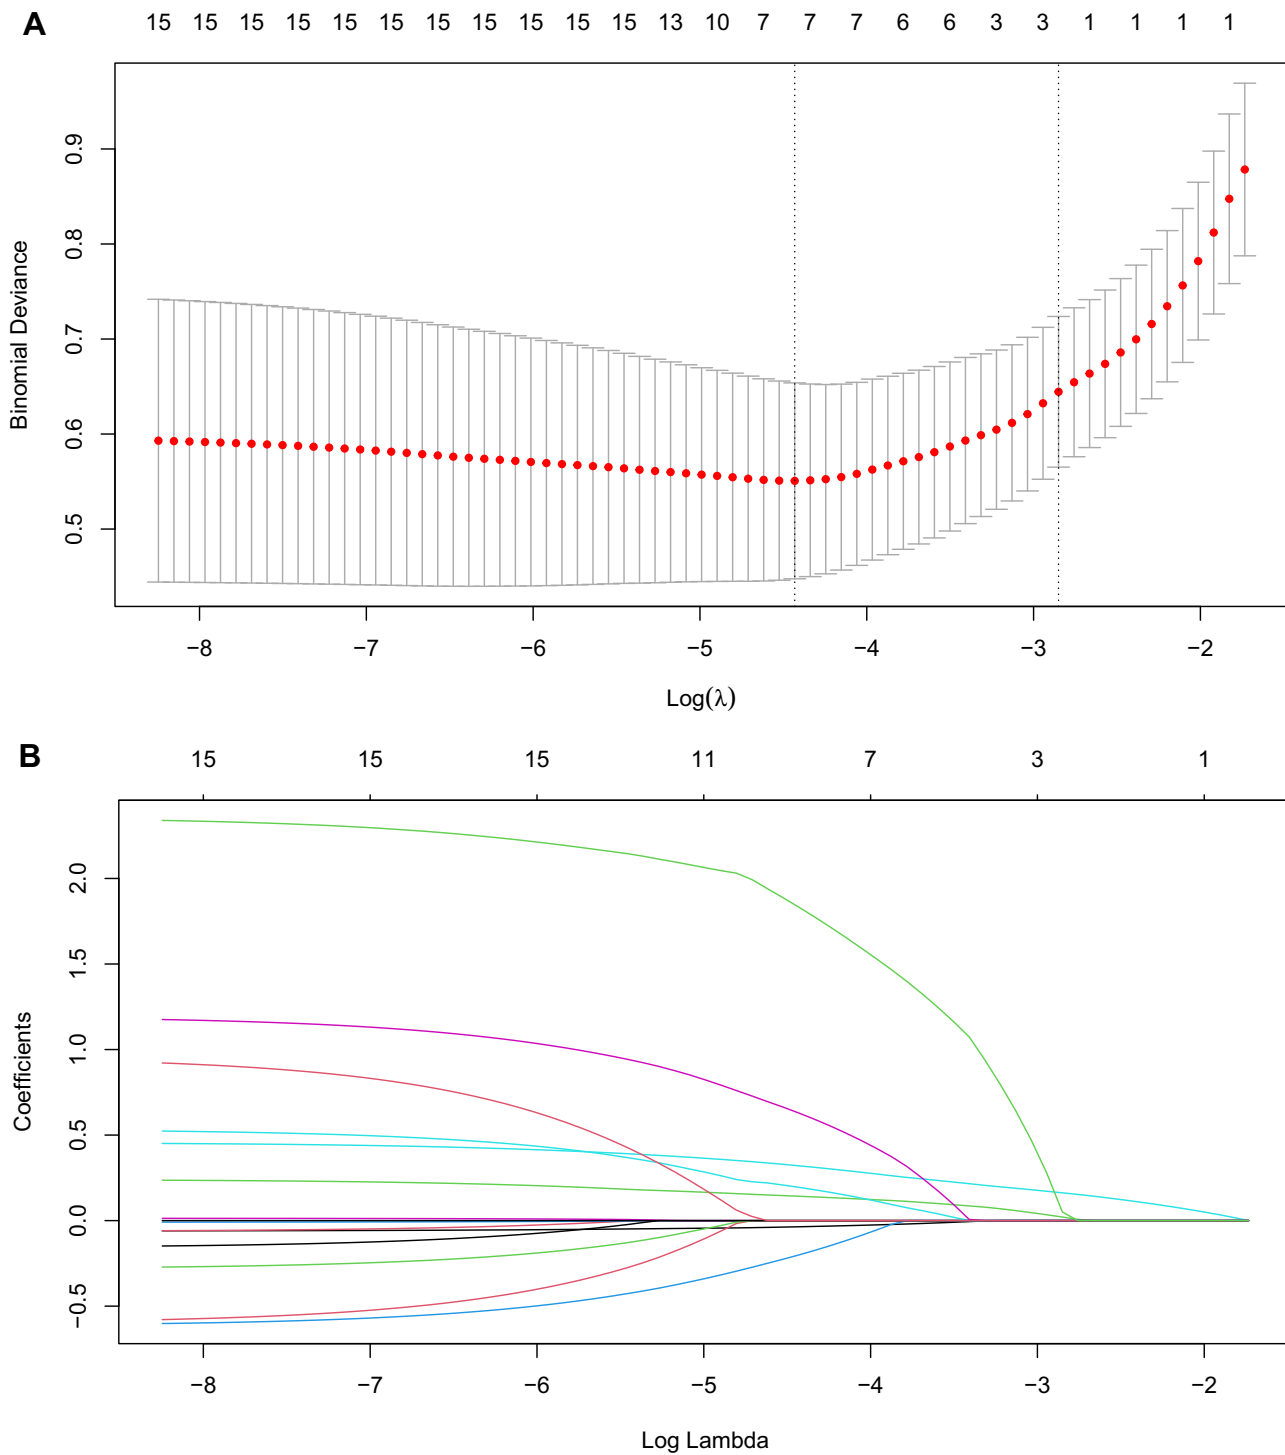 A
15 15 15 15 15 15 15 15 15 15 15 13 10 7 7 7 6 6 3 3 1 1 1 1
Binomial Deviance
0.9
0.8
0.7
0.6
0.5
−8 −7 −6 −5 −4 −3 −2
Log(λ)
B
15 15 15 11 7 3 1
Coefficients
2.0
1.5
1.0
0.5
0.0
−0.5
−8 −7 −6 −5 −4 −3 −2
Log Lambda